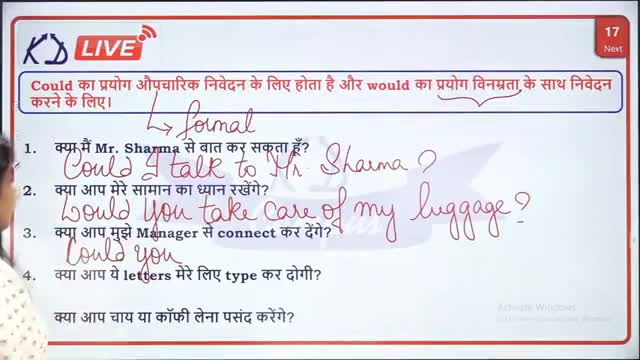 KD LIVE
17
Next
Could का प्रयोग औपचारिक निवेदन के लिए होता है और would का प्रयोग विनम्रता के साथ निवेदन
करने के लिए।
formal
1. क्या मैं Mr. Sharma से बात कर सकता हूँ?
Could I talk to Mr. Sharma?
2. क्या आप मेरे सामान का ध्यान रखेंगे?
Would you take care of my luggage?
3. क्या आप मुझे Manager से connect कर देंगे?
Could you
4. क्या आप ये letters मेरे लिए type कर दोगी?
क्या आप चाय या कॉफी लेना पसंद करेंगे?
Activate Windows